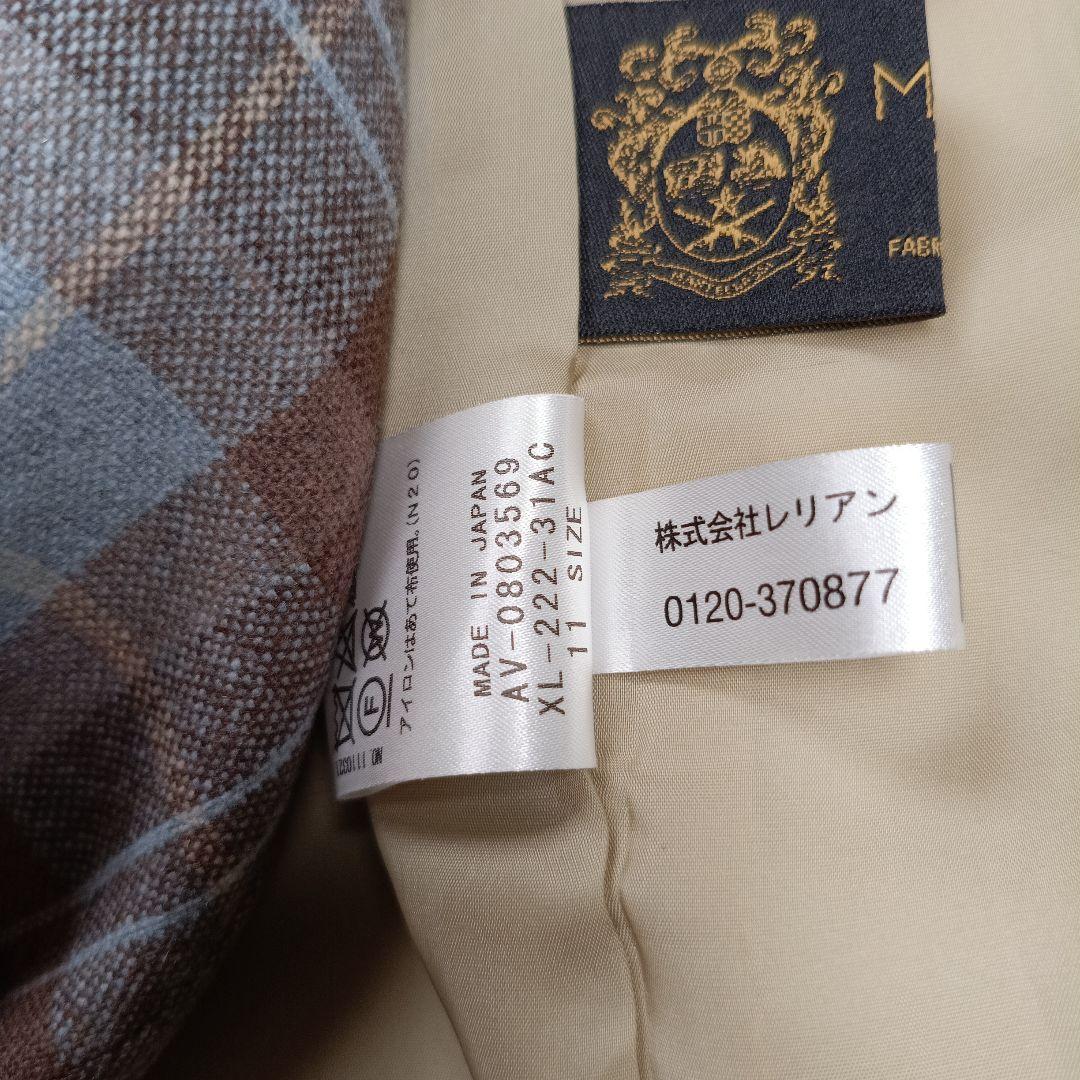 M
FABR
MADE IN JAPAN
AV-0803569
XL-222-31AC
11 SIZE
アイロンはあて布使用。(N20)
F
W
株式会社レリアン
0120-370877